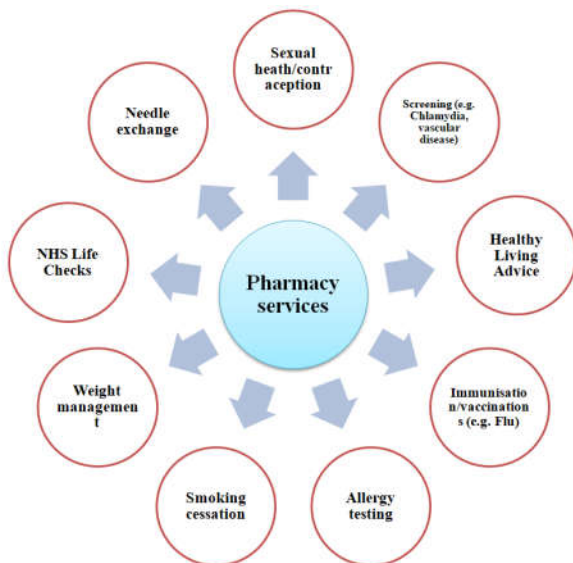 Sexual
heath/contr
aception
Screening (e.g.
Chlamydia,
vascular
disease)
Healthy
Living
Advice
Immunisatio
n/vaccination
s (e.g. Flu)
Allergy
testing
Smoking
cessation
Weight
managemen
t
NHS Life
Checks
Needle
exchange
Pharmacy
services